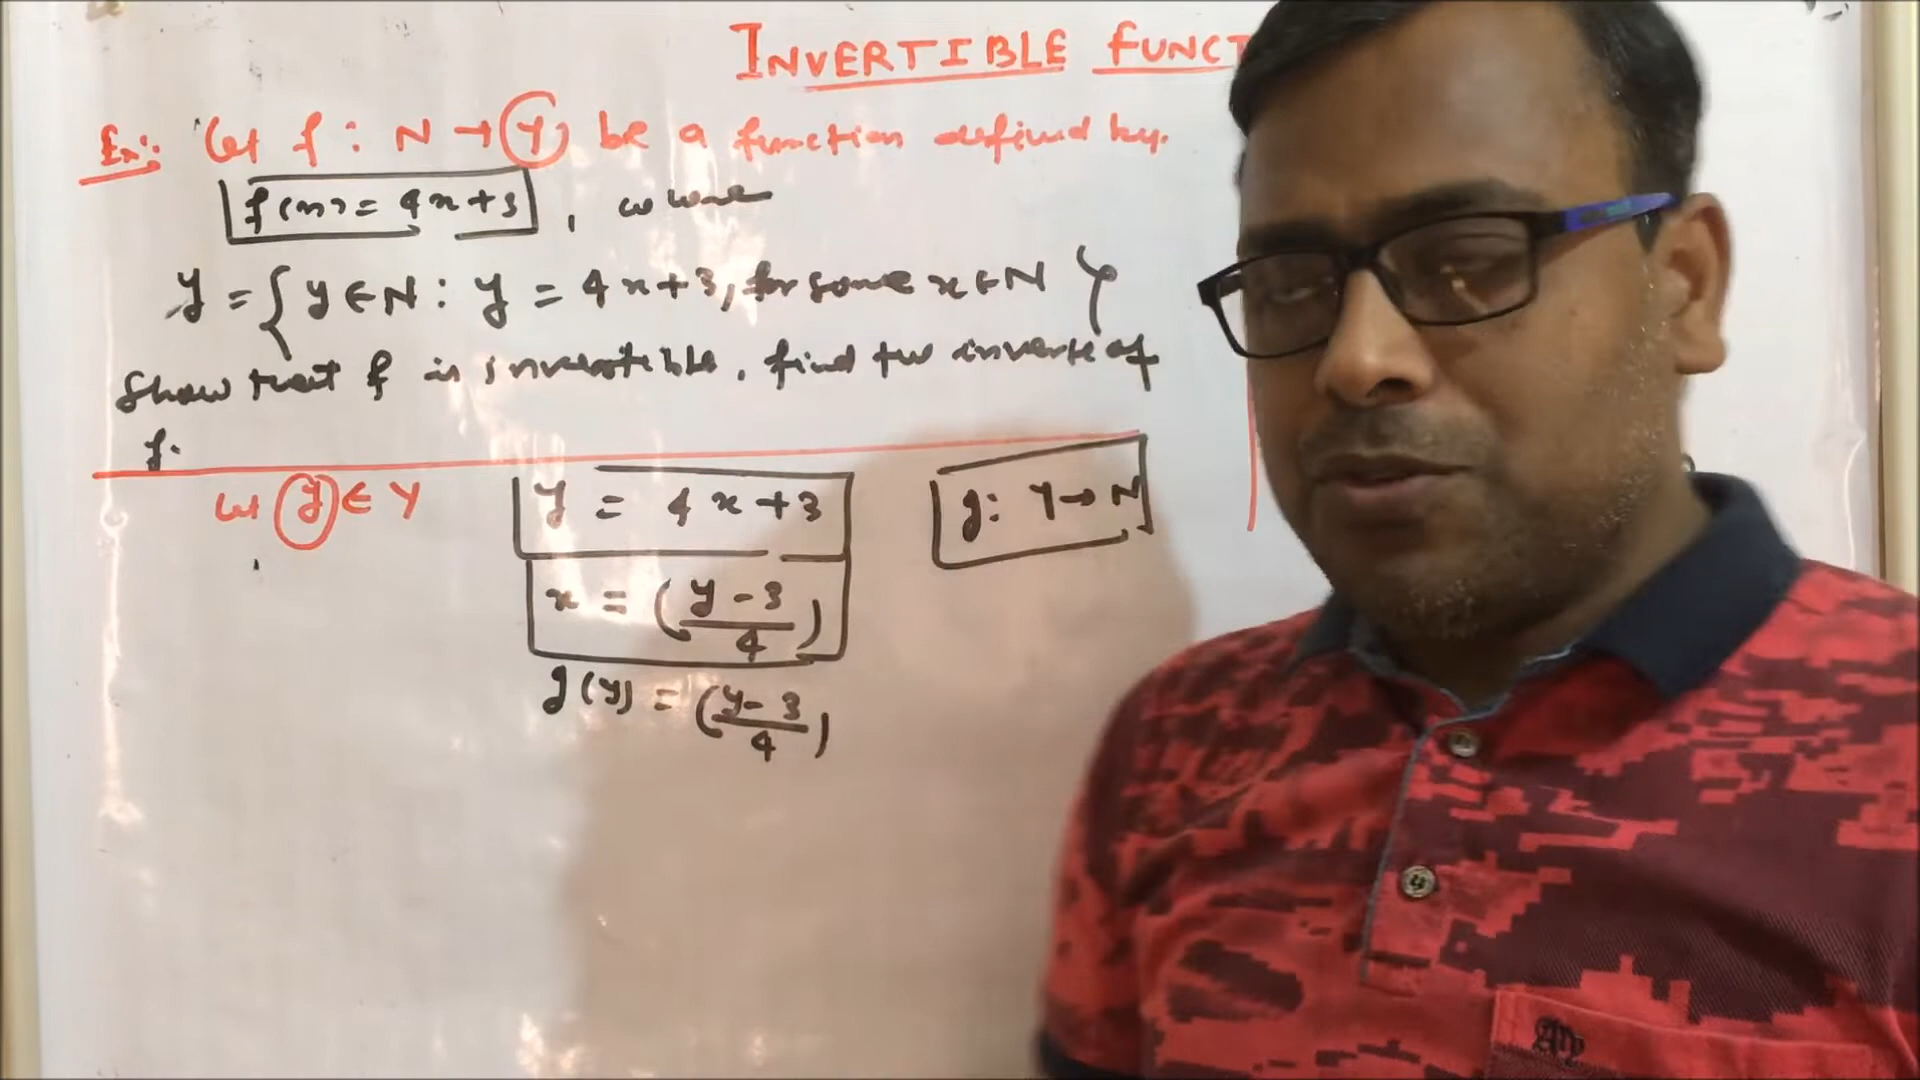 INVERTIBLE FUNCT
Ex: Let f : N → Y be a function defined by.
f(x) = 4x+3 , where
Y = { y ∈ N : y = 4x+3, for some x ∈ N }
Show that f is invertible, find the inverse of
f.
Let y ∈ Y
y = 4x+3
g: Y → N
x = (y-3/4)
g(y) = (y-3/4)